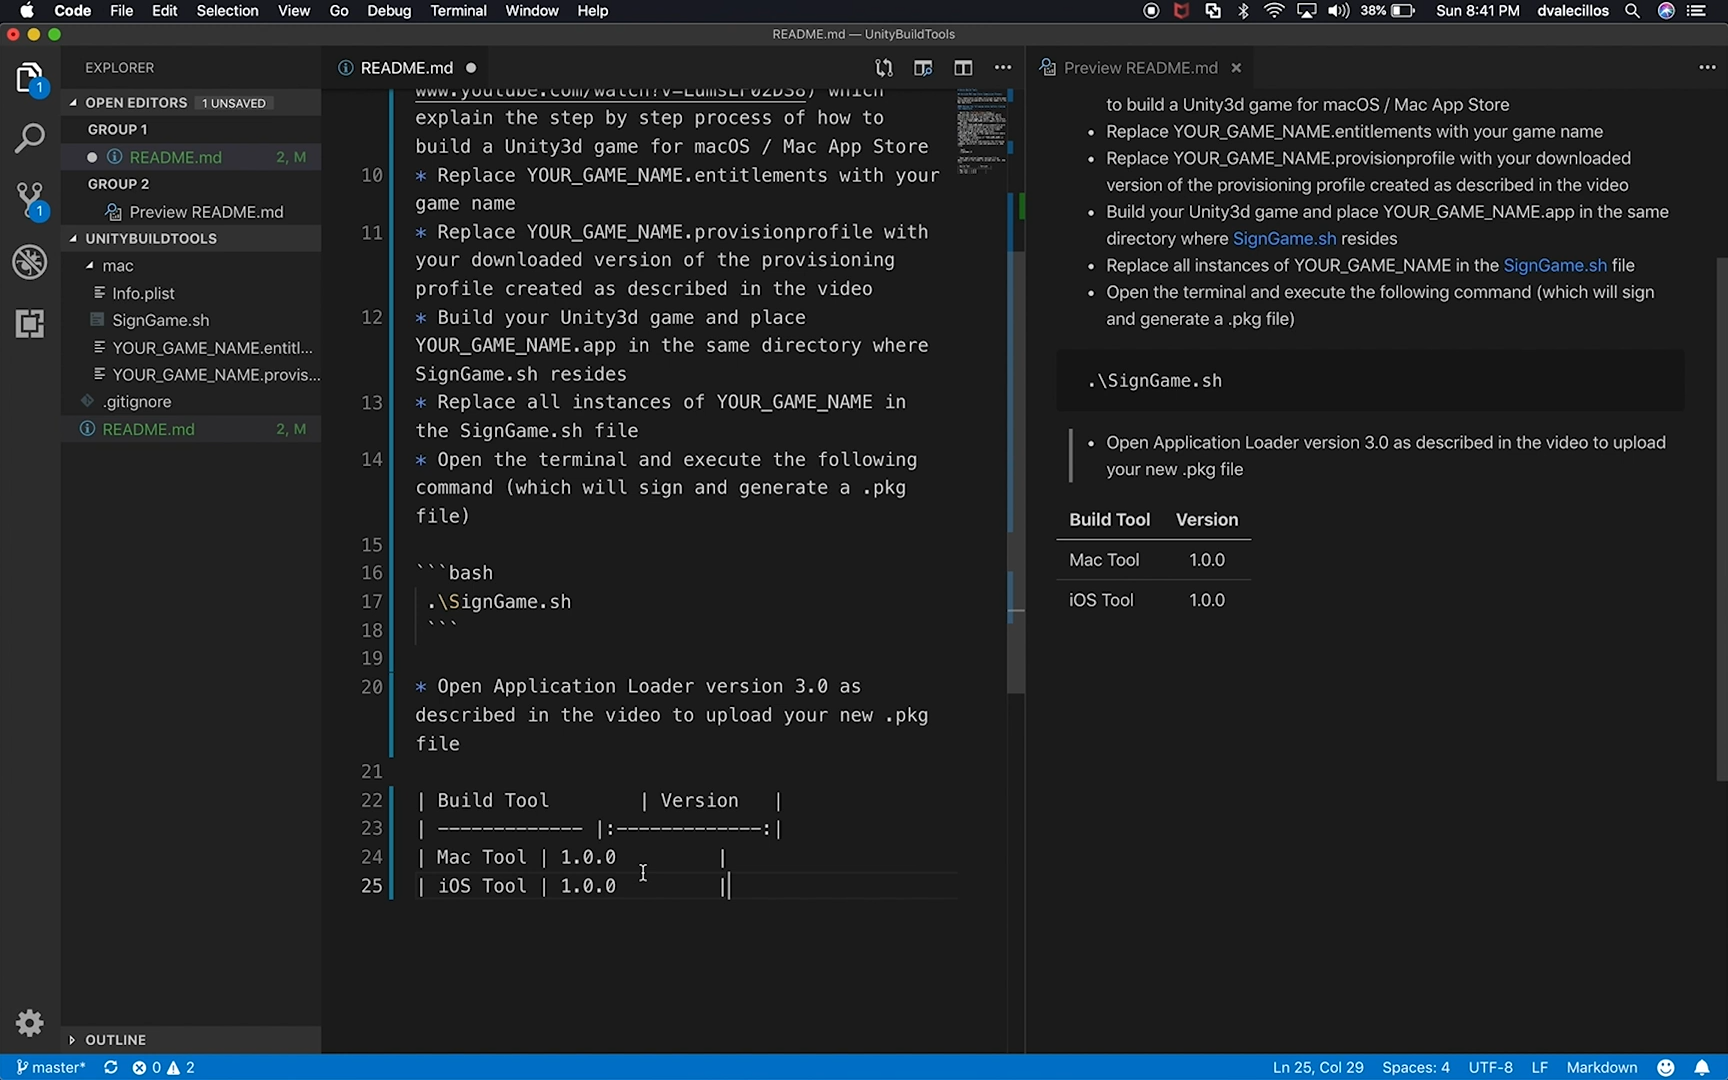 Code File Edit Selection View Go Debug Terminal Window Help 38% Sun 8:41 PM dvalecillos
README.md — UnityBuildTools
EXPLORER
README.md
Preview README.md
OPEN EDITORS 1 UNSAVED
GROUP 1
README.md 2, M
GROUP 2
Preview README.md
UNITYBUILDTOOLS
mac
Info.plist
SignGame.sh
YOUR_GAME_NAME.entitl...
YOUR_GAME_NAME.provis...
.gitignore
README.md 2, M
OUTLINE
1
1
explain the step by step process of how to
build a Unity3d game for macOS / Mac App Store
10 * Replace YOUR_GAME_NAME.entitlements with your
game name
11 * Replace YOUR_GAME_NAME.provisionprofile with
your downloaded version of the provisioning
profile created as described in the video
12 * Build your Unity3d game and place
YOUR_GAME_NAME.app in the same directory where
SignGame.sh resides
13 * Replace all instances of YOUR_GAME_NAME in
the SignGame.sh file
14 * Open the terminal and execute the following
command (which will sign and generate a .pkg
file)
15
16 ```bash
17 .\SignGame.sh
18 ```
19
20 * Open Application Loader version 3.0 as
described in the video to upload your new .pkg
file
21
22 | Build Tool | Version |
23 | ------------- |:-------------:|
24 | Mac Tool | 1.0.0 |
25 | iOS Tool | 1.0.0 |
to build a Unity3d game for macOS / Mac App Store
• Replace YOUR_GAME_NAME.entitlements with your game name
• Replace YOUR_GAME_NAME.provisionprofile with your downloaded
version of the provisioning profile created as described in the video
• Build your Unity3d game and place YOUR_GAME_NAME.app in the same
directory where SignGame.sh resides
• Replace all instances of YOUR_GAME_NAME in the SignGame.sh file
• Open the terminal and execute the following command (which will sign
and generate a .pkg file)
.\SignGame.sh
• Open Application Loader version 3.0 as described in the video to upload
your new .pkg file
Build Tool Version
Mac Tool 1.0.0
iOS Tool 1.0.0
master* 0 2 Ln 25, Col 29 Spaces: 4 UTF-8 LF Markdown